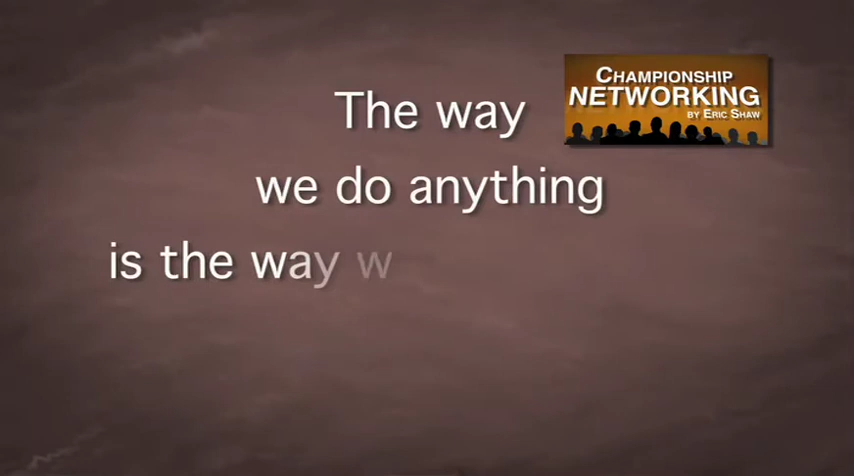 The way
we do anything
is the way w
CHAMPIONSHIP
NETWORKING
BY ERIC SHAW